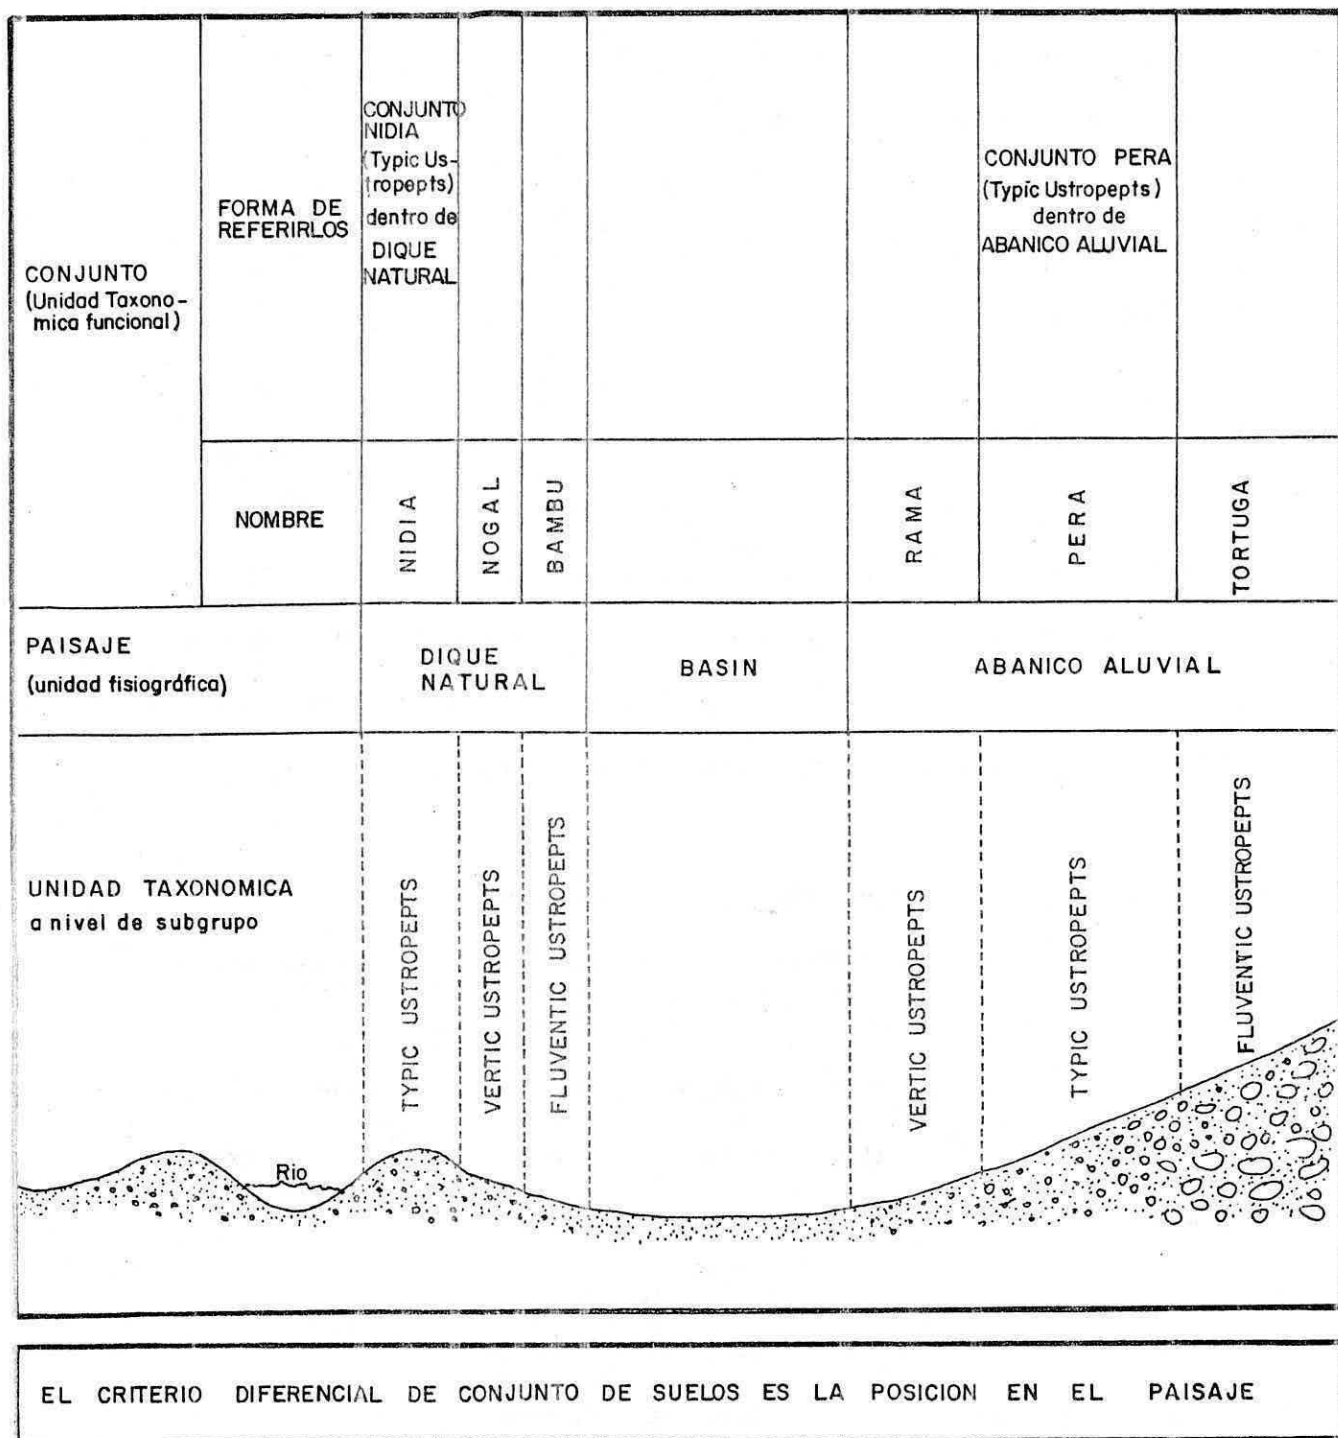 CONJUNTO
(Unidad Taxono-
mica funcional)
FORMA DE
REFERIRLOS
CONJUNTO
NIDIA
(Typic Us-
tropepts)
dentro de
DIQUE
NATURAL
CONJUNTO PERA
(Typic Ustropepts)
dentro de
ABANICO ALUVIAL
NOMBRE
NIDIA
NOGAL
BAMBU
RAMA
PERA
TORTUGA
PAISAJE
(unidad fisiográfica)
DIQUE
NATURAL
BASIN
ABANICO ALUVIAL
UNIDAD TAXONOMICA
a nivel de subgrupo
TYPIC USTROPEPTS
VERTIC USTROPEPTS
FLUVENTIC USTROPEPTS
VERTIC USTROPEPTS
TYPIC USTROPEPTS
FLUVENTIC USTROPEPTS
Rio
EL CRITERIO DIFERENCIAL DE CONJUNTO DE SUELOS ES LA POSICION EN EL PAISAJE